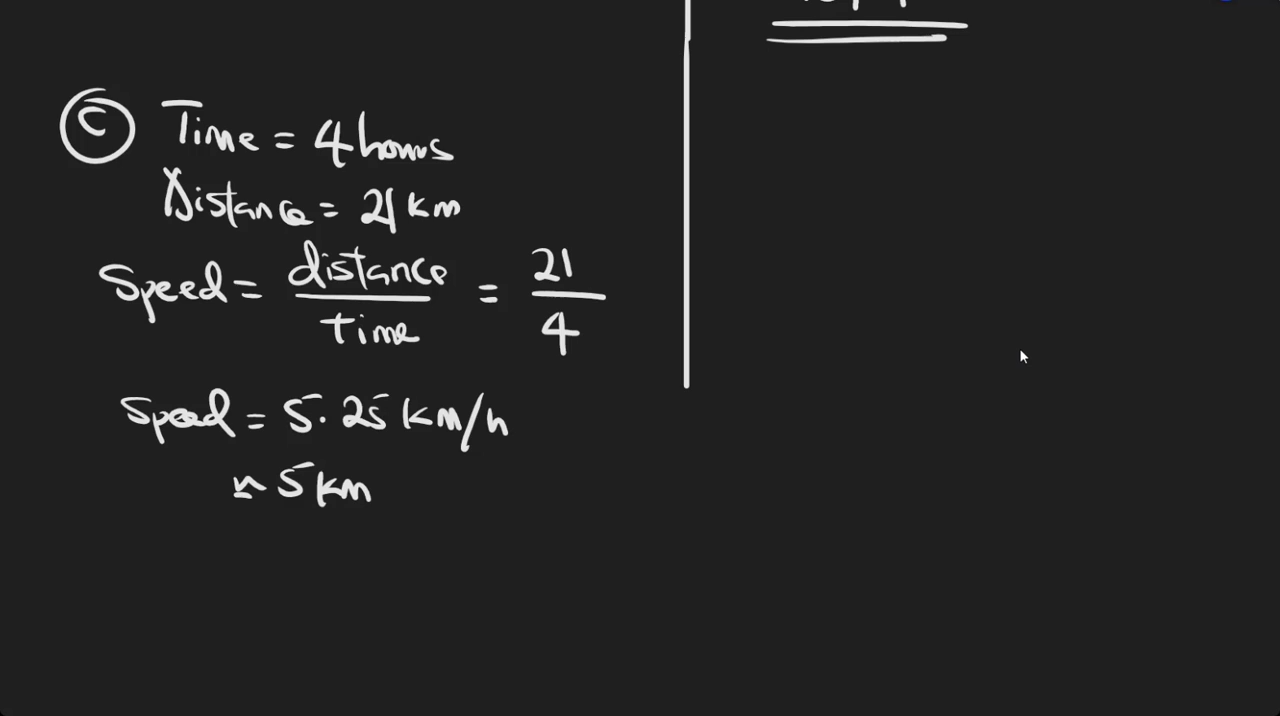 C Time = 4 hours
Distance = 21 km
Speed = distance/time = 21/4
Speed = 5.25 km/h
≈ 5 km